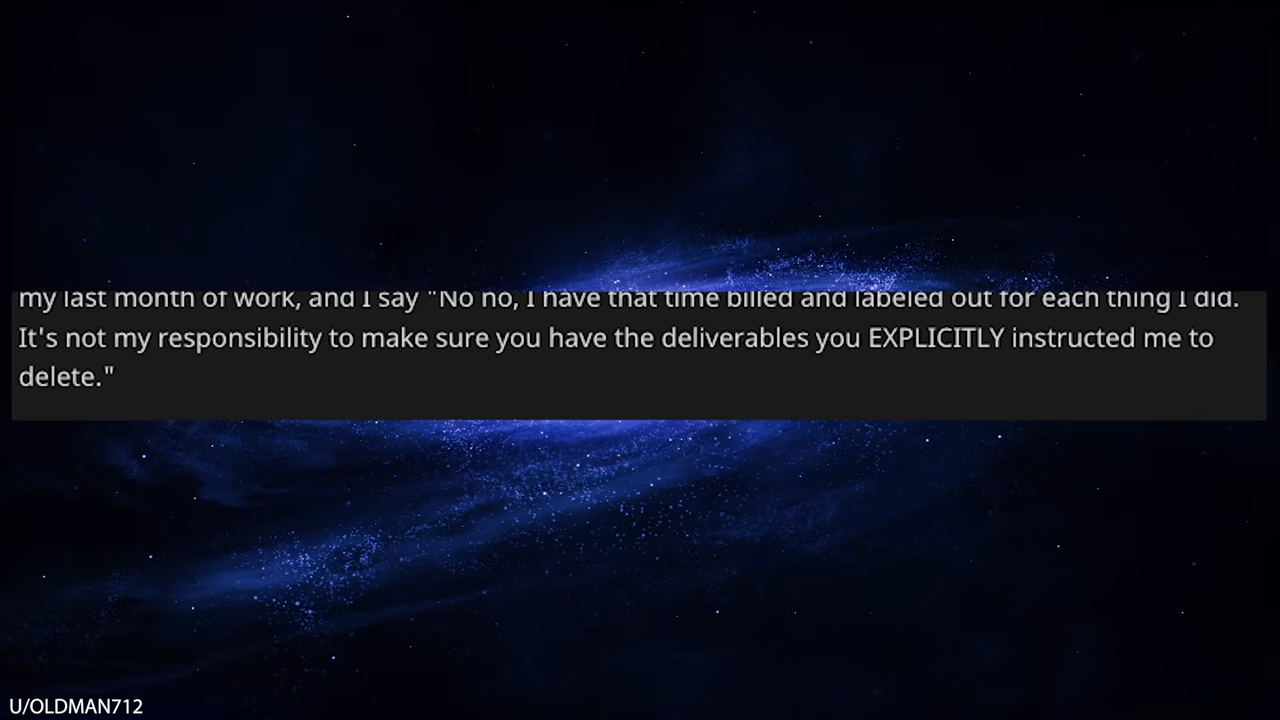 my last month of work, and I say "No no, I have that time billed and labeled out for each thing I did.
It's not my responsibility to make sure you have the deliverables you EXPLICITLY instructed me to
delete."
U/OLDMAN712